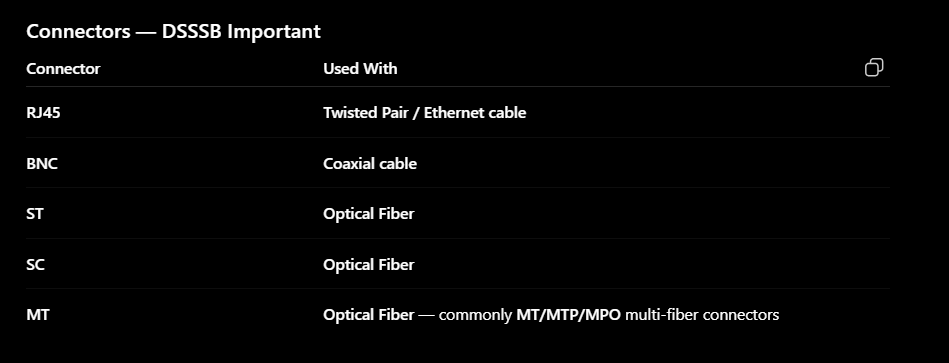 Connectors — DSSSB Important
Connector Used With
RJ45 Twisted Pair / Ethernet cable
BNC Coaxial cable
ST Optical Fiber
SC Optical Fiber
MT Optical Fiber — commonly MT/MTP/MPO multi-fiber connectors